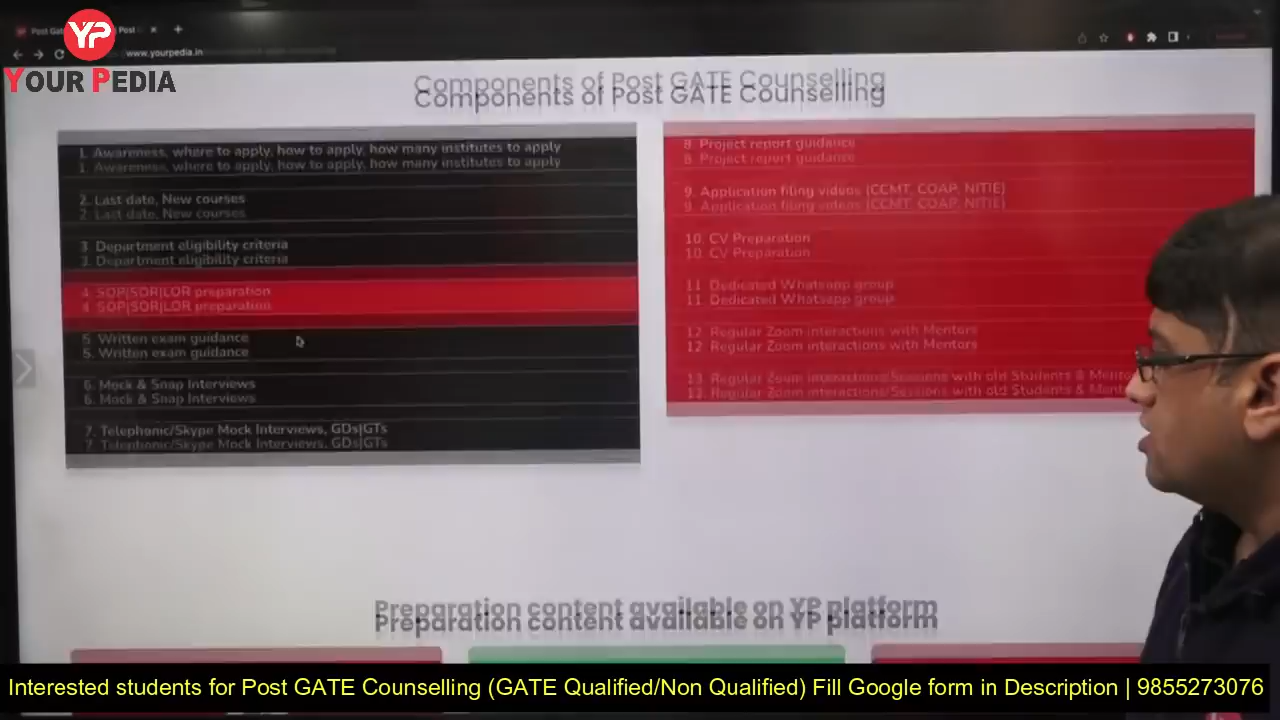 Post Ga
Post
YP
YOUR PEDIA
www.yourpedia.in
Components of Post GATE Counselling
1. Awareness, where to apply, how to apply, how many institutes to apply
2. Last date, New courses
3. Department eligibility criteria
4. SOP|SOR|LOR preparation
5. Written exam guidance
6. Mock & Snap Interviews
7. Telephonic/Skype Mock Interviews, GDs|GTs
8. Project report guidance
9. Application filing videos (CCMT, COAP, NITIE)
10. CV Preparation
11. Dedicated Whatsapp group
12. Regular Zoom interactions with Mentors
13. Regular Zoom interactions/Sessions with old Students & Mento
Preparation content available on YP platform
Interested students for Post GATE Counselling (GATE Qualified/Non Qualified) Fill Google form in Description | 9855273076